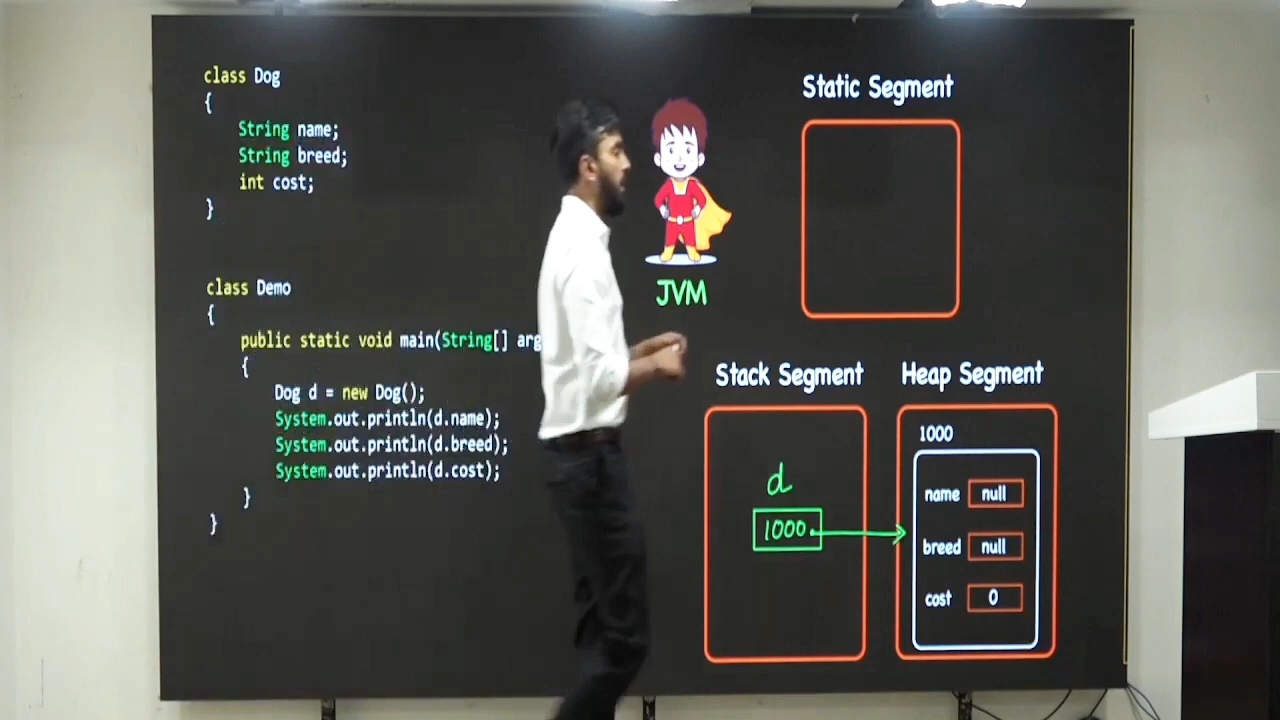 class Dog
{
String name;
String breed;
int cost;
}
class Demo
{
public static void main(String[] arg
{
Dog d = new Dog();
System.out.println(d.name);
System.out.println(d.breed);
System.out.println(d.cost);
}
}
JVM
Static Segment
Stack Segment
d
1000
Heap Segment
1000
name null
breed null
cost 0